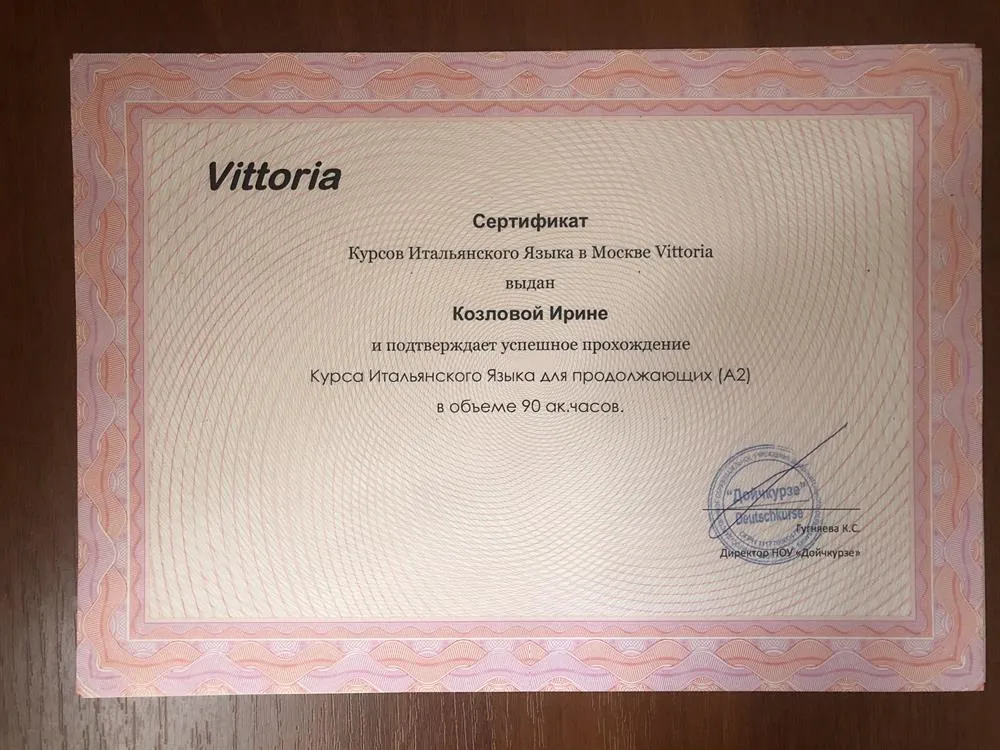 Vittoria
Сертификат
Курсов Итальянского Языка в Москве Vittoria
выдан
Козловой Ирине
и подтверждает успешное прохождение
Курса Итальянского Языка для продолжающих (А2)
в объеме 90 ак.часов.
"Дойчкурзе"
Deutschkurse
Гугняева К.С.
Директор НОУ «Дойчкурзе»